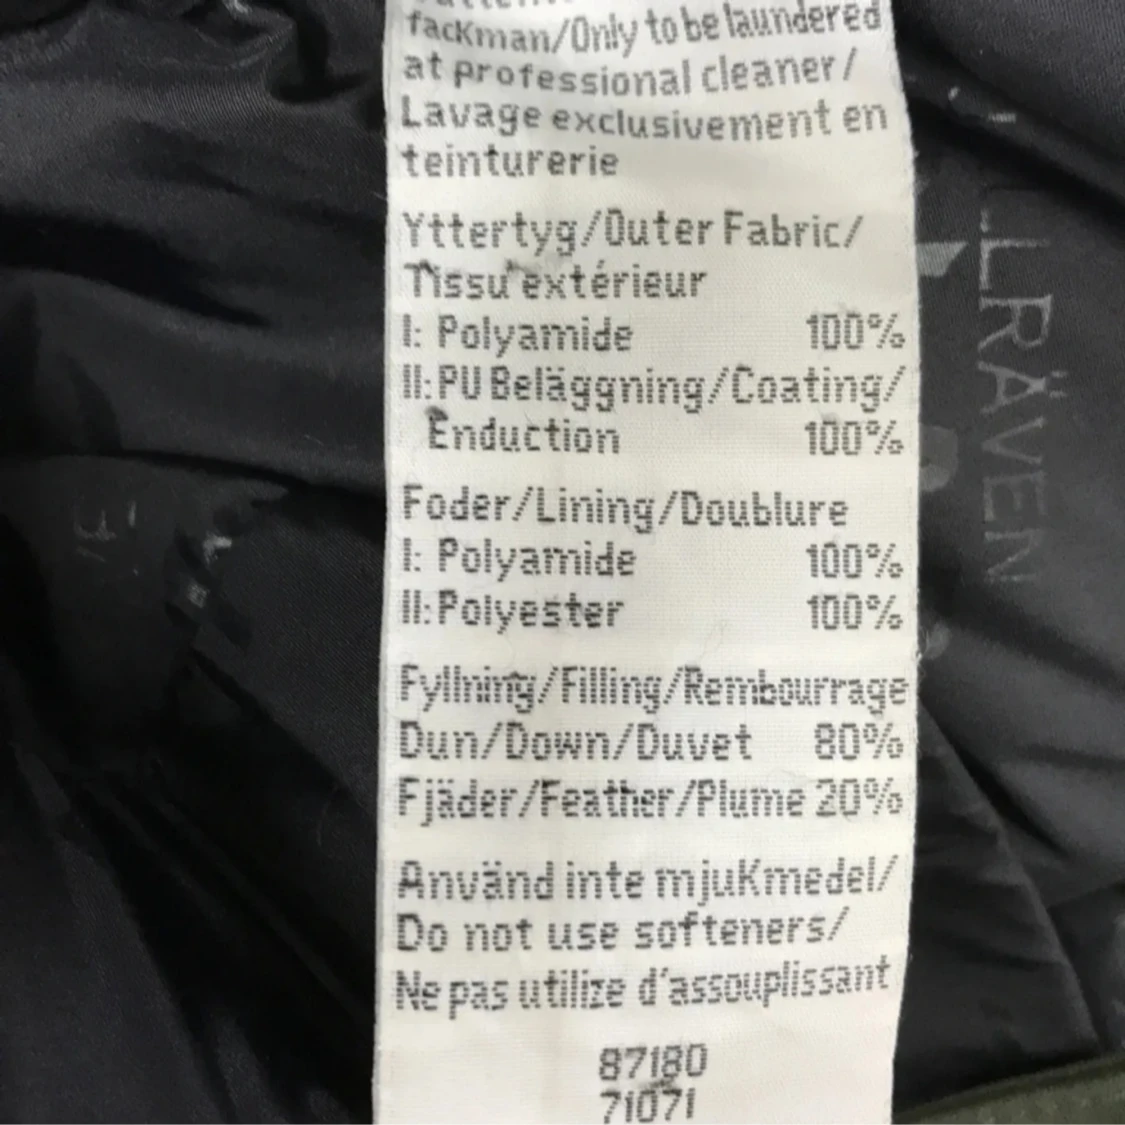 fackman/Only to be laundered
at professional cleaner/
Lavage exclusivement en
teinturerie
Yttertyg/Outer Fabric/
Tissu extérieur
I: Polyamide 100%
II: PU Beläggning/Coating/
Enduction 100%
Foder/Lining/Doublure
I: Polyamide 100%
II: Polyester 100%
Fyllning/Filling/Rembourrage
Dun/Down/Duvet 80%
Fjäder/Feather/Plume 20%
Använd inte mjukmedel/
Do not use softeners/
Ne pas utilize d'assouplissant
87180
71071
LLRÄVEN